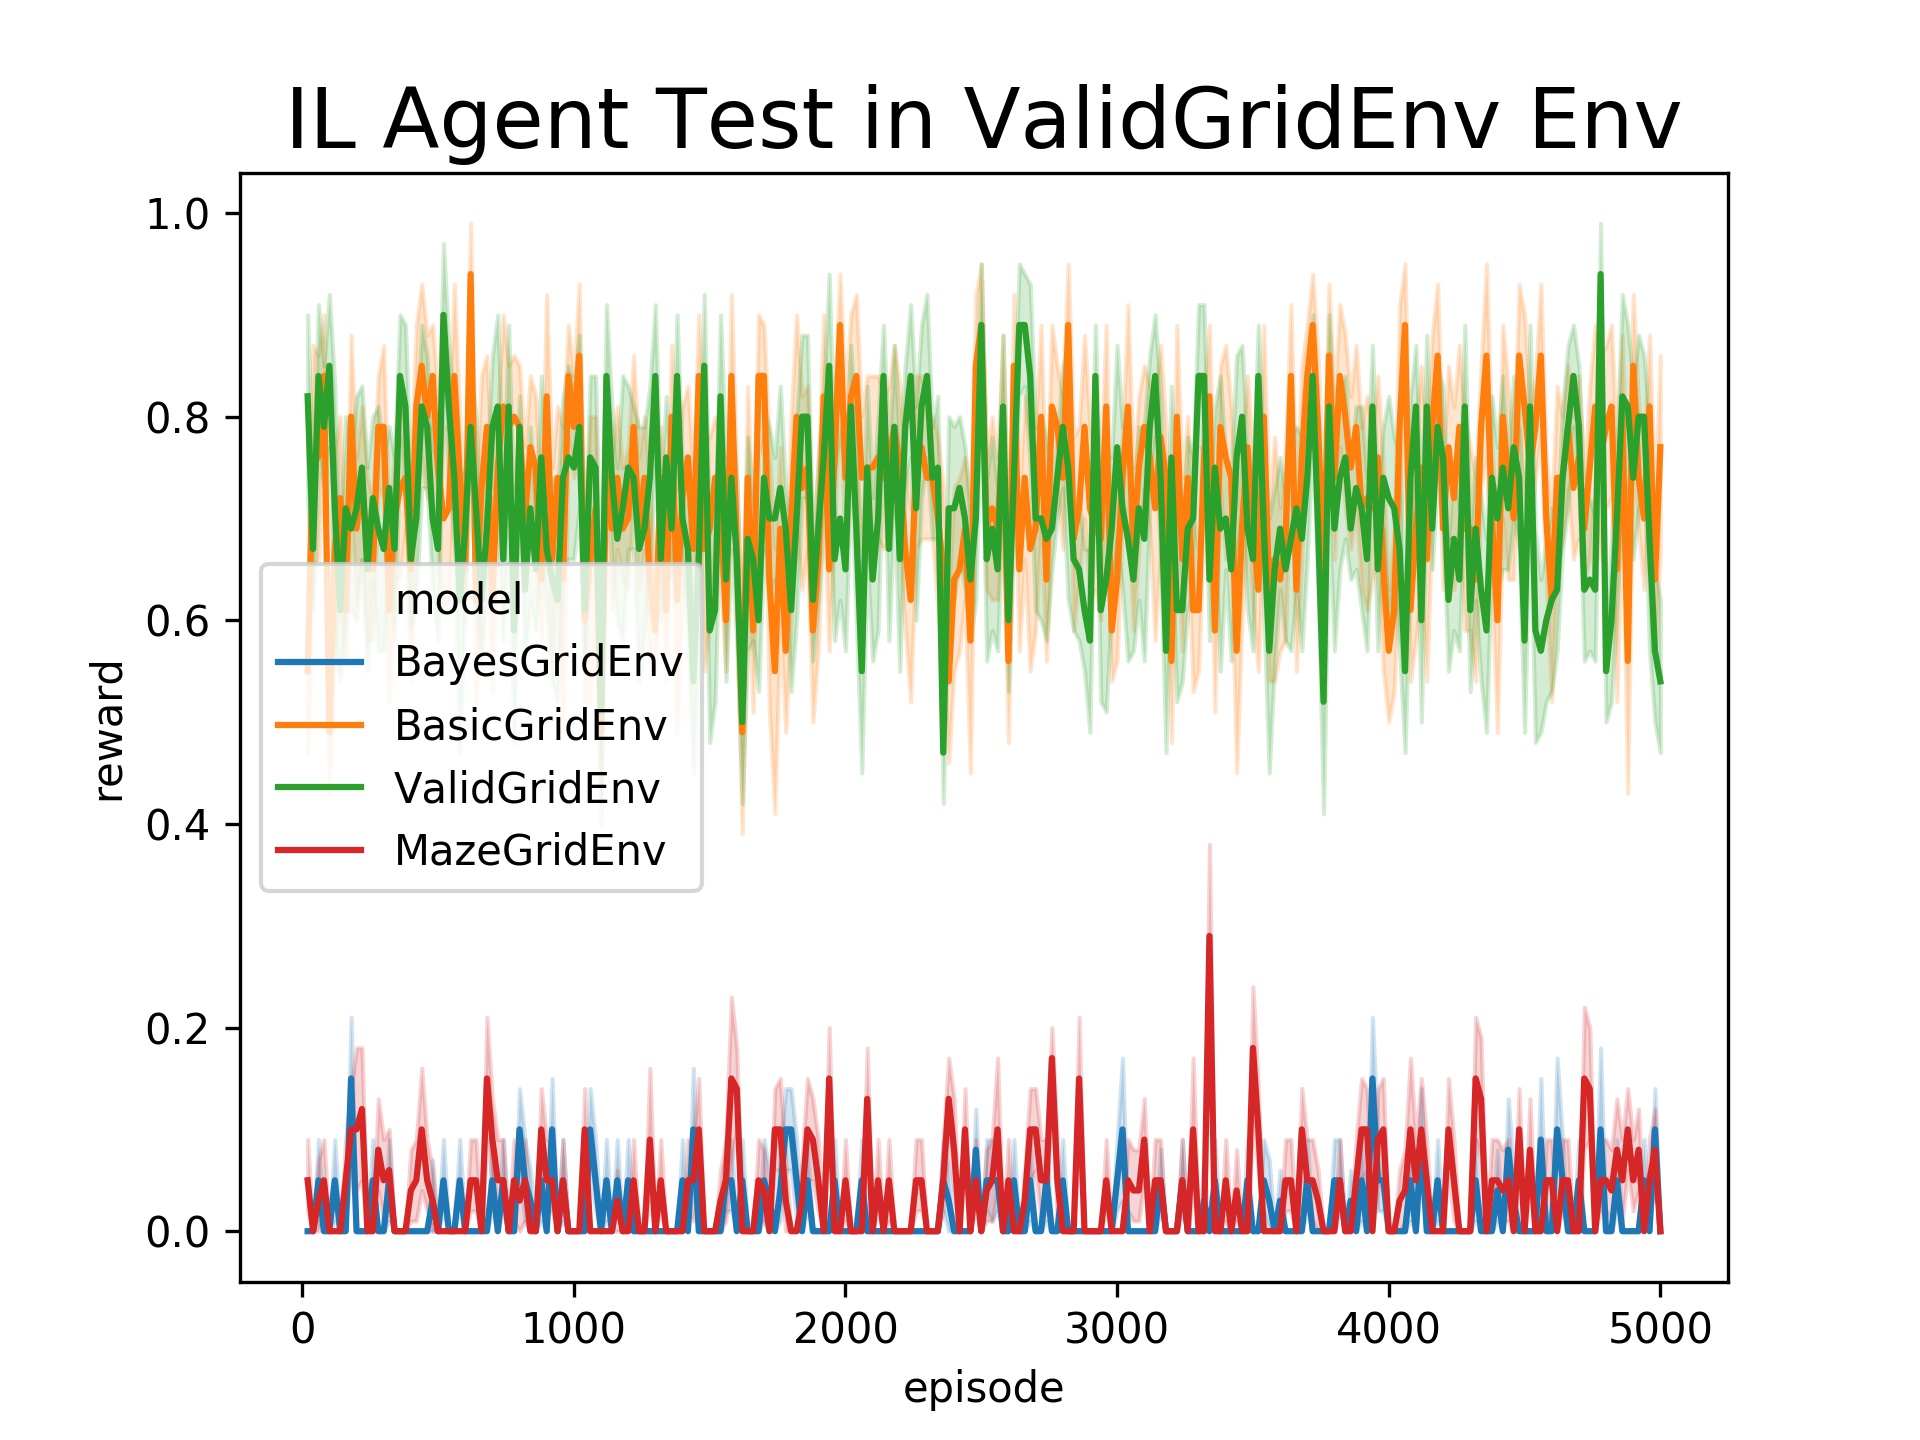 IL Agent Test in ValidGridEnv Env
1.0
0.8
0.6
0.4
0.2
0.0
reward
model
BayesGridEnv
BasicGridEnv
ValidGridEnv
MazeGridEnv
0 1000 2000 3000 4000 5000
episode